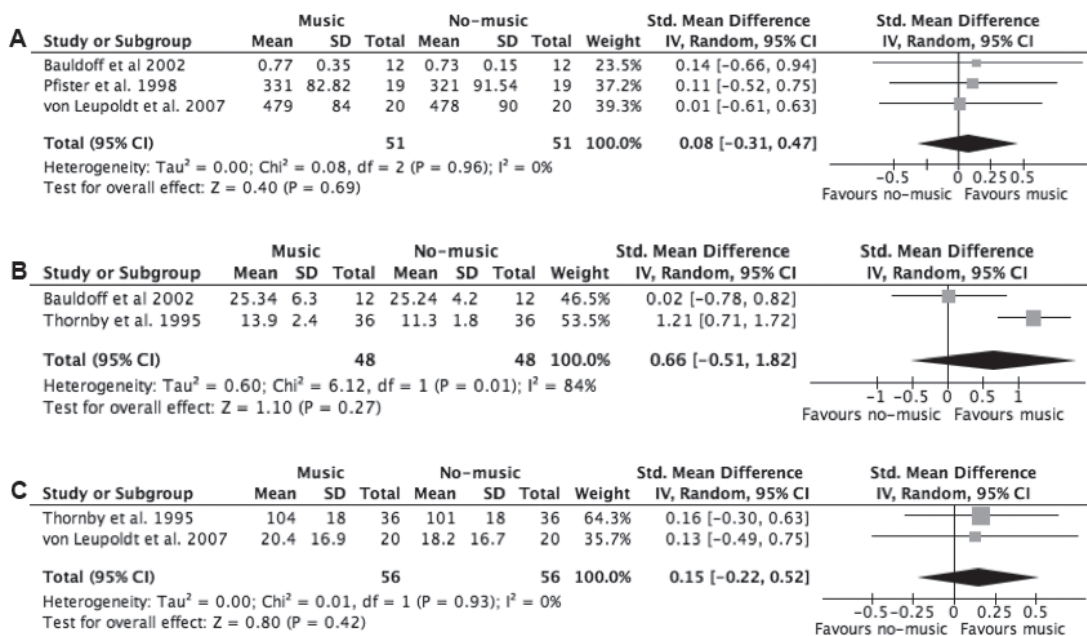 A
Music No-music Std. Mean Difference Std. Mean Difference
Study or Subgroup Mean SD Total Mean SD Total Weight IV, Random, 95% CI IV, Random, 95% CI
Bauldoff et al 2002 0.77 0.35 12 0.73 0.15 12 23.5% 0.14 [-0.66, 0.94]
Pfister et al. 1998 331 82.82 19 321 91.54 19 37.2% 0.11 [-0.52, 0.75]
von Leupoldt et al. 2007 479 84 20 478 90 20 39.3% 0.01 [-0.61, 0.63]
Total (95% CI) 51 51 100.0% 0.08 [-0.31, 0.47]
Heterogeneity: Tau² = 0.00; Chi² = 0.08, df = 2 (P = 0.96); I² = 0%
Test for overall effect: Z = 0.40 (P = 0.69)
-0.5 0 0.25 0.5
Favours no-music Favours music
B
Music No-music Std. Mean Difference Std. Mean Difference
Study or Subgroup Mean SD Total Mean SD Total Weight IV, Random, 95% CI IV, Random, 95% CI
Bauldoff et al 2002 25.34 6.3 12 25.24 4.2 12 46.5% 0.02 [-0.78, 0.82]
Thornby et al. 1995 13.9 2.4 36 11.3 1.8 36 53.5% 1.21 [0.71, 1.72]
Total (95% CI) 48 48 100.0% 0.66 [-0.51, 1.82]
Heterogeneity: Tau² = 0.60; Chi² = 6.12, df = 1 (P = 0.01); I² = 84%
Test for overall effect: Z = 1.10 (P = 0.27)
-1 -0.5 0 0.5 1
Favours no-music Favours music
C
Music No-music Std. Mean Difference Std. Mean Difference
Study or Subgroup Mean SD Total Mean SD Total Weight IV, Random, 95% CI IV, Random, 95% CI
Thornby et al. 1995 104 18 36 101 18 36 64.3% 0.16 [-0.30, 0.63]
von Leupoldt et al. 2007 20.4 16.9 20 18.2 16.7 20 35.7% 0.13 [-0.49, 0.75]
Total (95% CI) 56 56 100.0% 0.15 [-0.22, 0.52]
Heterogeneity: Tau² = 0.00; Chi² = 0.01, df = 1 (P = 0.93); I² = 0%
Test for overall effect: Z = 0.80 (P = 0.42)
-0.5 -0.25 0 0.25 0.5
Favours no-music Favours music